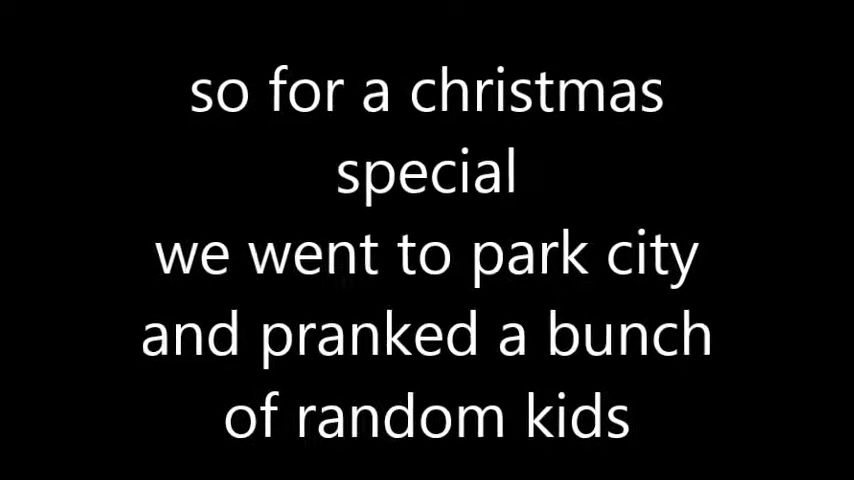 so for a christmas
special
we went to park city
and pranked a bunch
of random kids